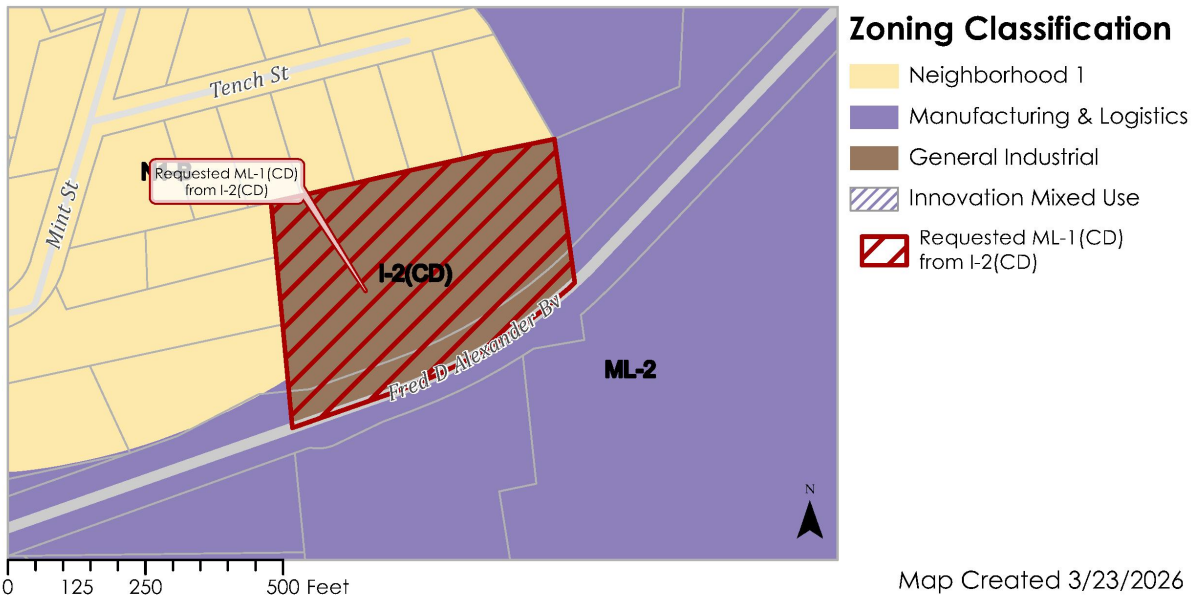 Tench St
Mint St
Requested ML-1(CD)
from I-2(CD)
I-2(CD)
Fred D Alexander Bv
ML-2
N
0 125 250 500 Feet
Zoning Classification
Neighborhood 1
Manufacturing & Logistics
General Industrial
Innovation Mixed Use
Requested ML-1(CD)
from I-2(CD)
Map Created 3/23/2026